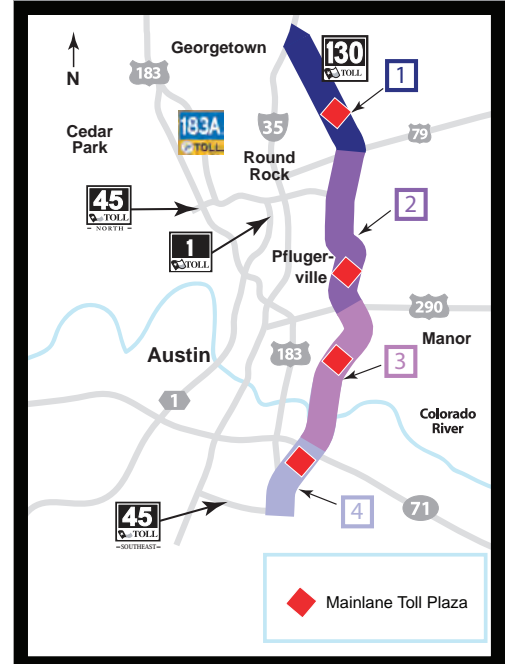 Georgetown
130
TOLL
183
N
1
Cedar
Park
183A
TOLL
35
79
Round
Rock
45
TOLL
NORTH
2
1
TOLL
Pfluger-
ville
290
Manor
Austin
183
3
1
Colorado
River
45
TOLL
SOUTHEAST
4
71
Mainlane Toll Plaza